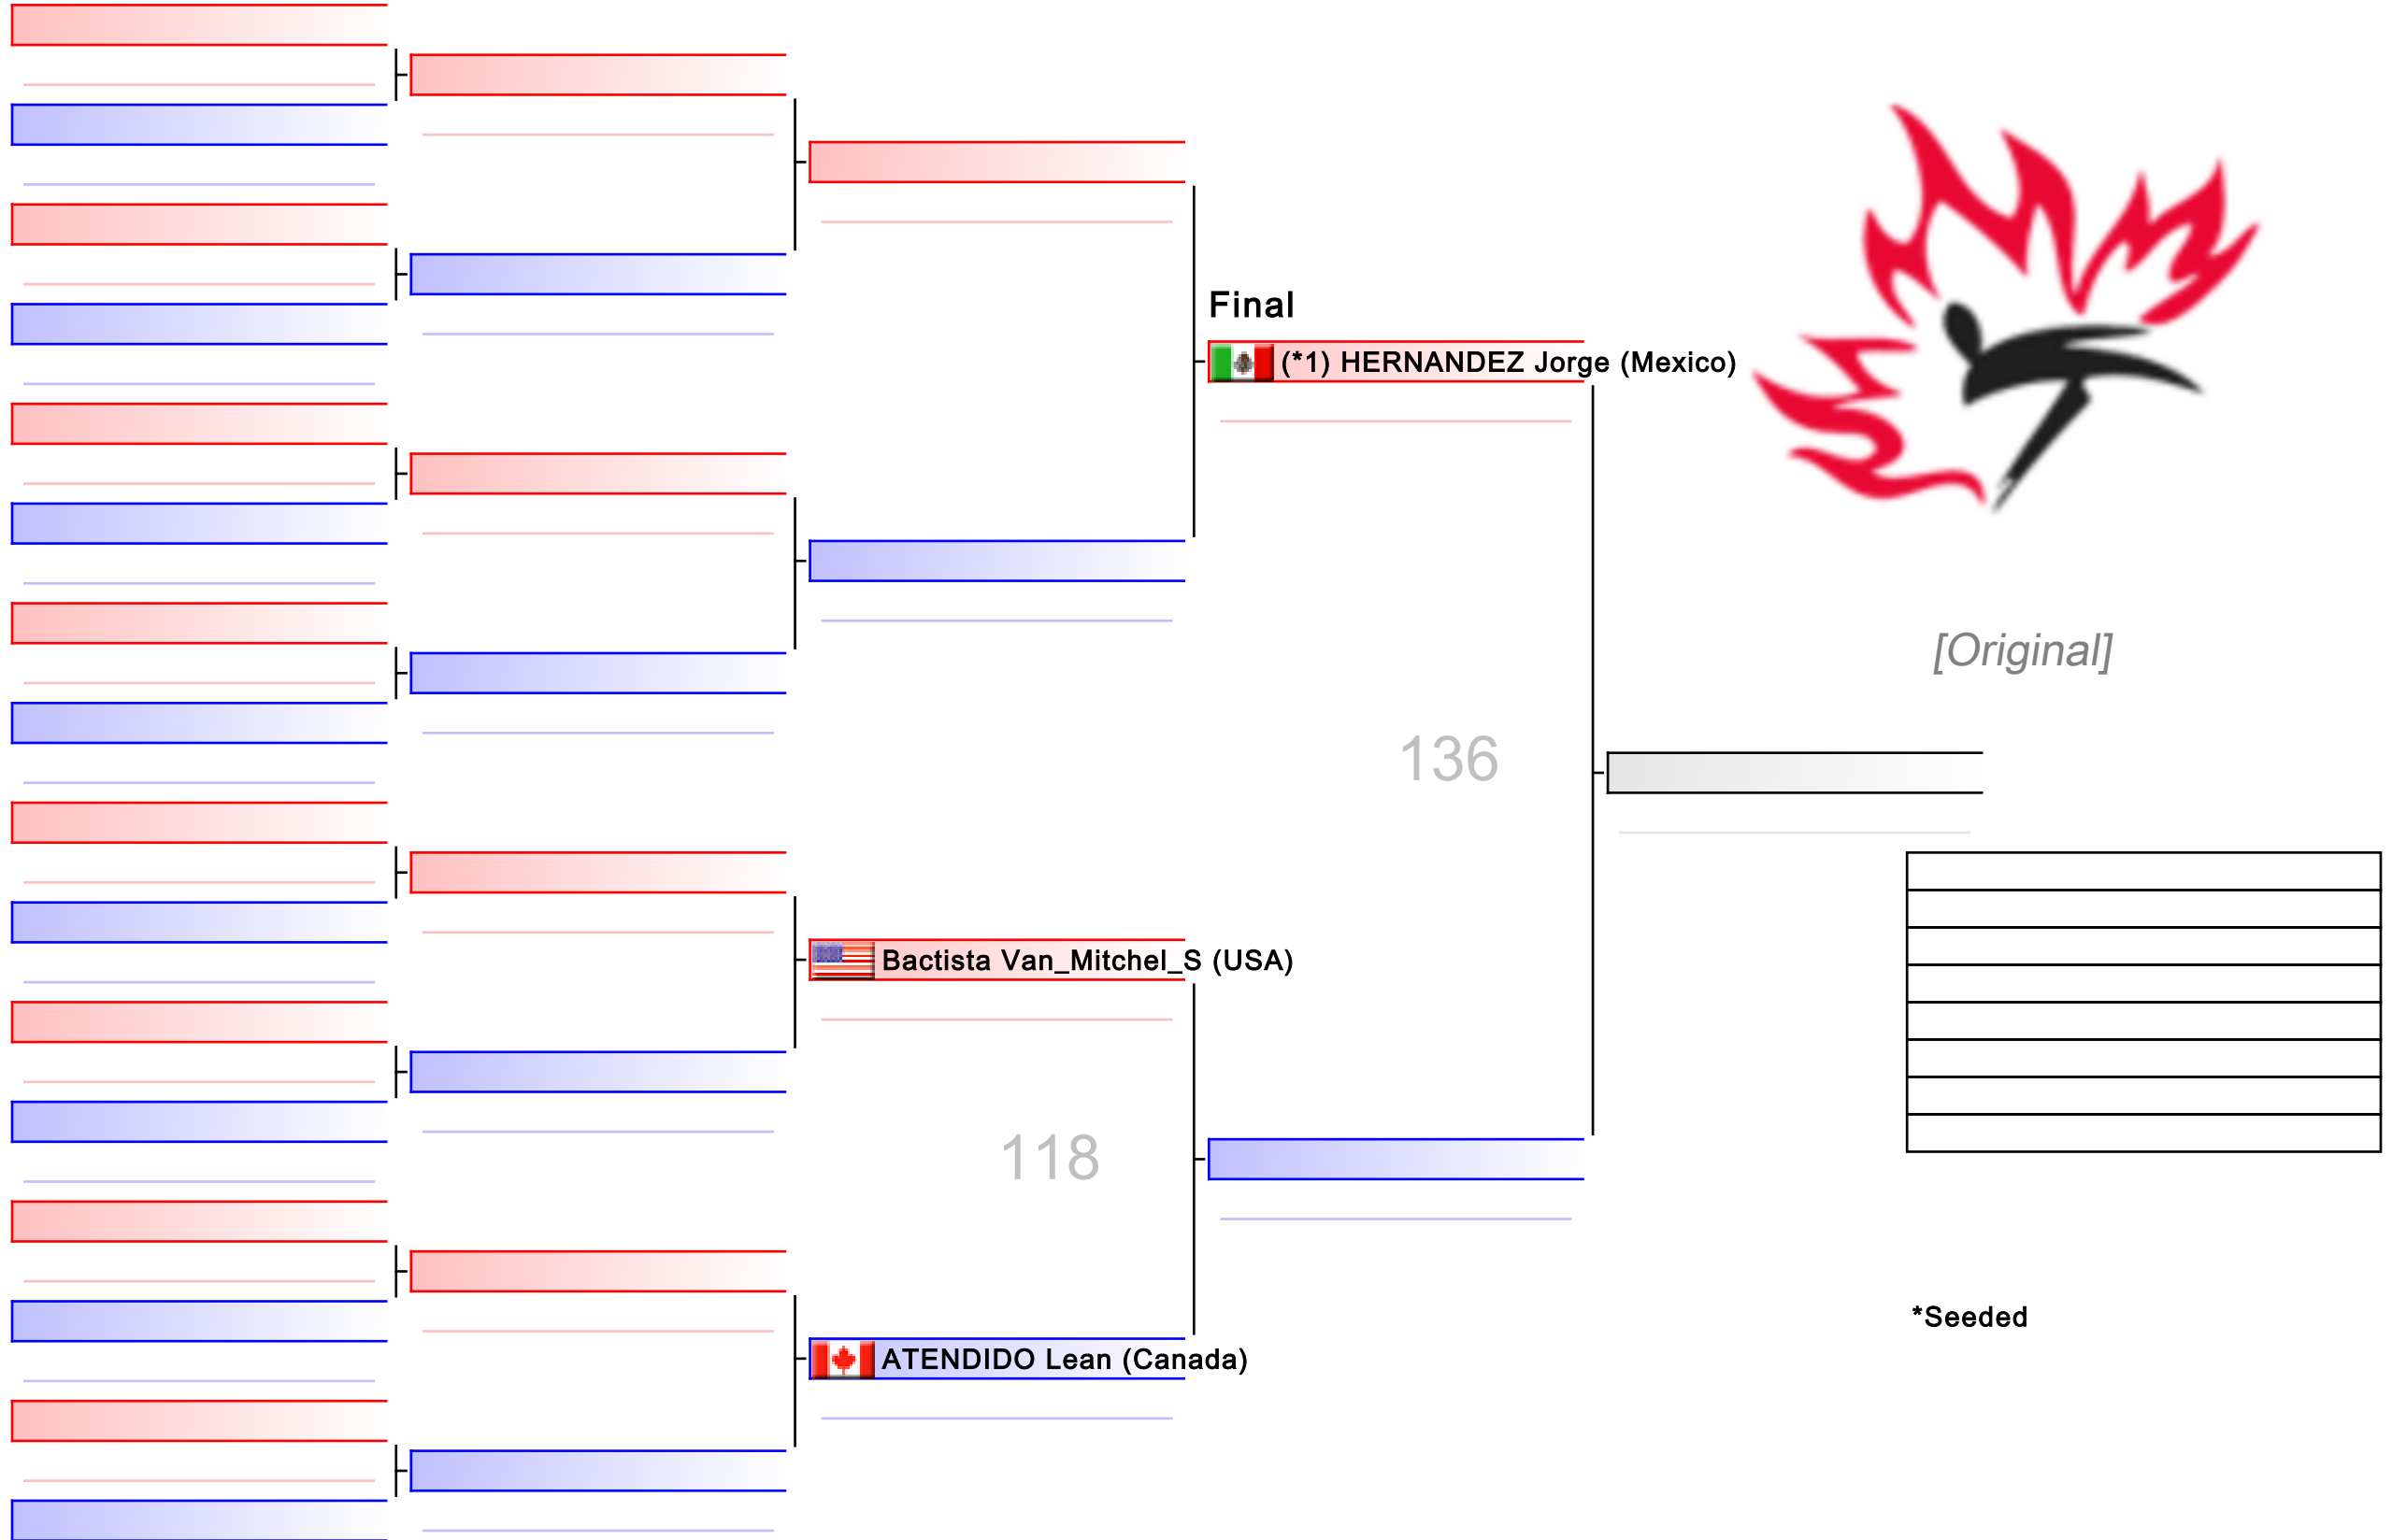 Final
(*1) HERNANDEZ Jorge (Mexico)
[Original]
136
Bactista Van_Mitchel_S (USA)
118
*Seeded
ATENDIDO Lean (Canada)